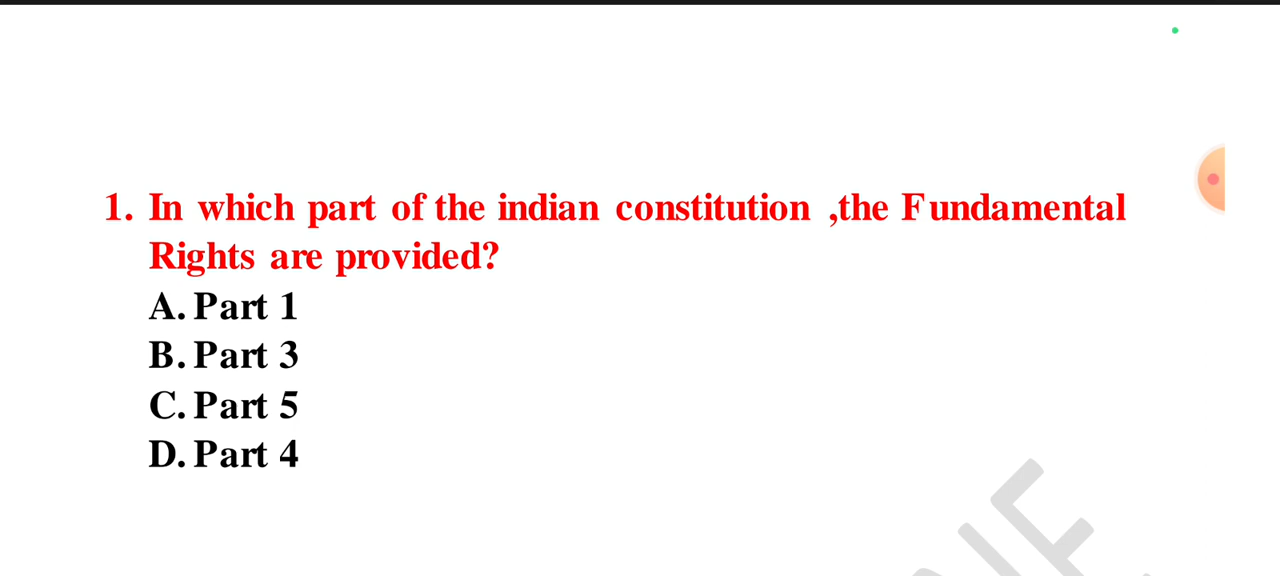 1. In which part of the indian constitution ,the Fundamental
Rights are provided?
A. Part 1
B. Part 3
C. Part 5
D. Part 4